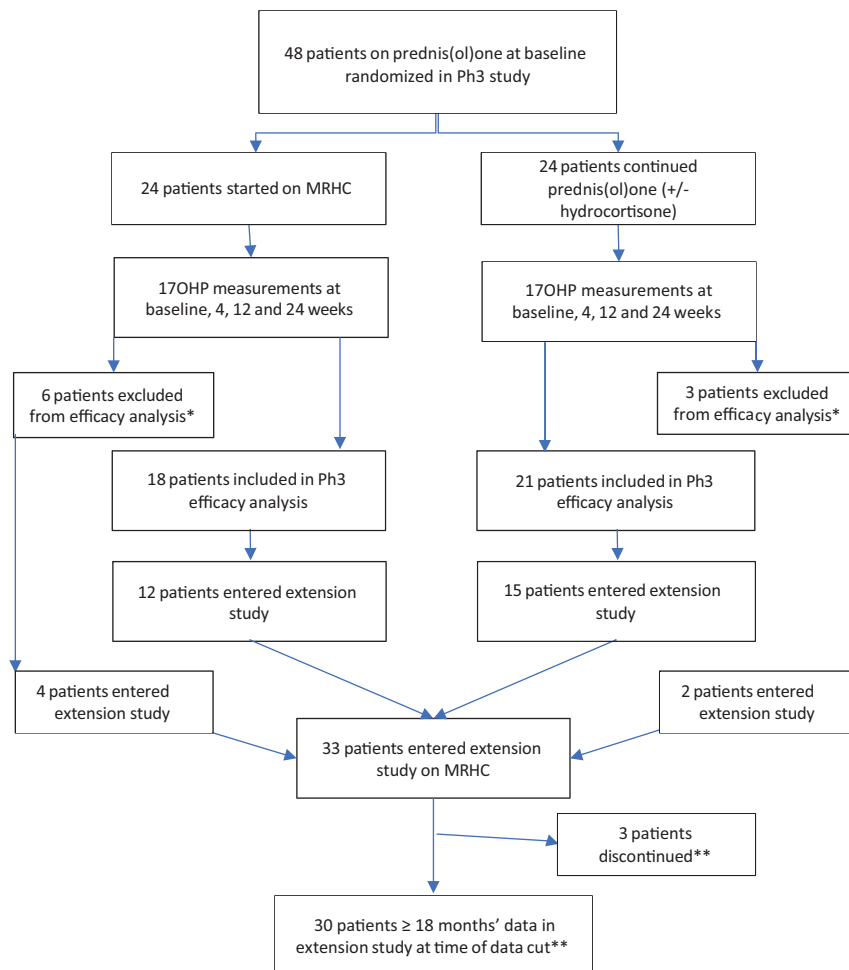 48 patients on prednis(ol)one at baseline
randomized in Ph3 study
24 patients started on MRHC
24 patients continued
prednis(ol)one (+/-
hydrocortisone)
17OHP measurements at
baseline, 4, 12 and 24 weeks
17OHP measurements at
baseline, 4, 12 and 24 weeks
6 patients excluded
from efficacy analysis*
3 patients excluded
from efficacy analysis*
18 patients included in Ph3
efficacy analysis
21 patients included in Ph3
efficacy analysis
12 patients entered extension
study
15 patients entered extension
study
4 patients entered
extension study
2 patients entered
extension study
33 patients entered extension
study on MRHC
3 patients
discontinued**
30 patients ≥ 18 months’ data in
extension study at time of data cut**